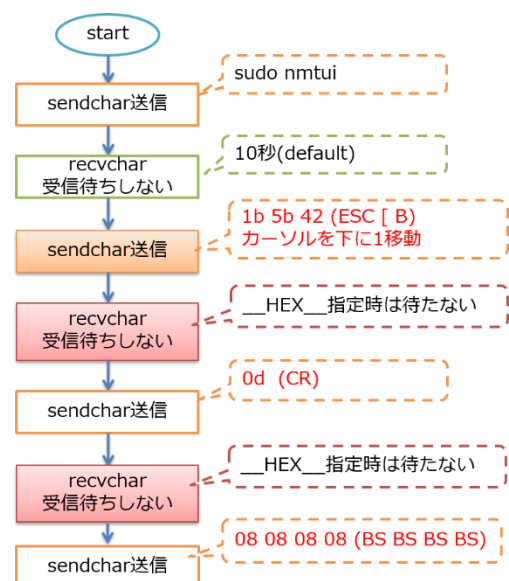 start
sudo nmtui
sendchar送信
10秒(default)
recvchar
受信待ちしない
1b 5b 42 (ESC [ B)
カーソルを下に1移動
sendchar送信
__HEX__指定時は待たない
recvchar
受信待ちしない
0d  (CR)
sendchar送信
__HEX__指定時は待たない
recvchar
受信待ちしない
08 08 08 08 (BS BS BS BS)
sendchar送信